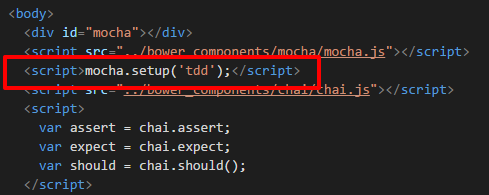 <body>
<div id="mocha"></div>
<script src="../bower_components/mocha/mocha.js"></script>
<script>mocha.setup('tdd');</script>
<script src="../bower_components/chai/chai.js"></script>
<script>
var assert = chai.assert;
var expect = chai.expect;
var should = chai.should();
</script>